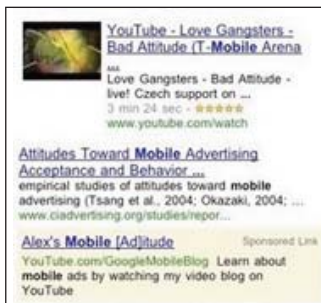 YouTube - Love Gangsters -
Bad Attitude (T-Mobile Arena
...
Love Gangsters - Bad Attitude -
live! Czech support on ...
3 min 24 sec - ★★★★★
www.youtube.com/watch
Attitudes Toward Mobile Advertising
Acceptance and Behavior ...
empirical studies of attitudes toward mobile
advertising (Tsang et al., 2004; Okazaki, 2004; ...
www.ciadvertising.org/studies/repor...
Alex's Mobile [Ad]itude Sponsored Link
YouTube.com/GoogleMobileBlog Learn about
mobile ads by watching my video blog on
YouTube